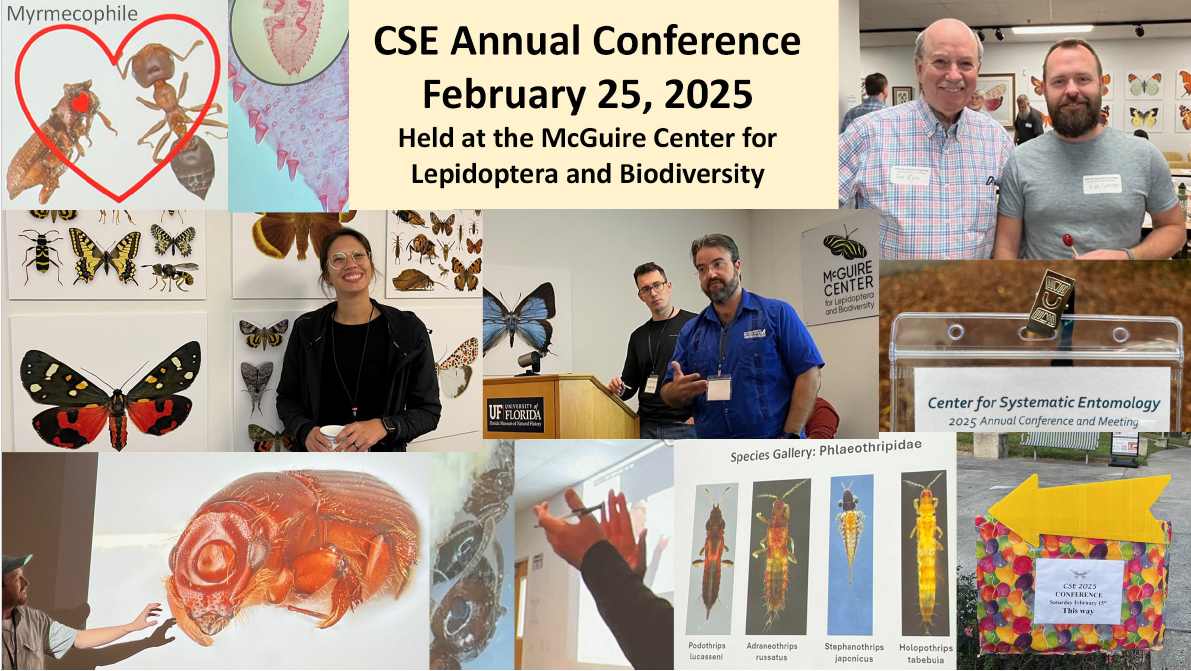 Myrmecophile
CSE Annual Conference
February 25, 2025
Held at the McGuire Center for
Lepidoptera and Biodiversity
McGUIRE
CENTER
for Lepidoptera
and Biodiversity
UF UNIVERSITY of
FLORIDA
Florida Museum of Natural History
Center for Systematic Entomology
2025 Annual Conference and Meeting
Species Gallery: Phlaeothripidae
Podothrips
lucasseni
Adraneothrips
russatus
Stephanothrips
japonicus
Holopothrips
tabebuia
CSE 2025
CONFERENCE
Saturday February 15th
This way